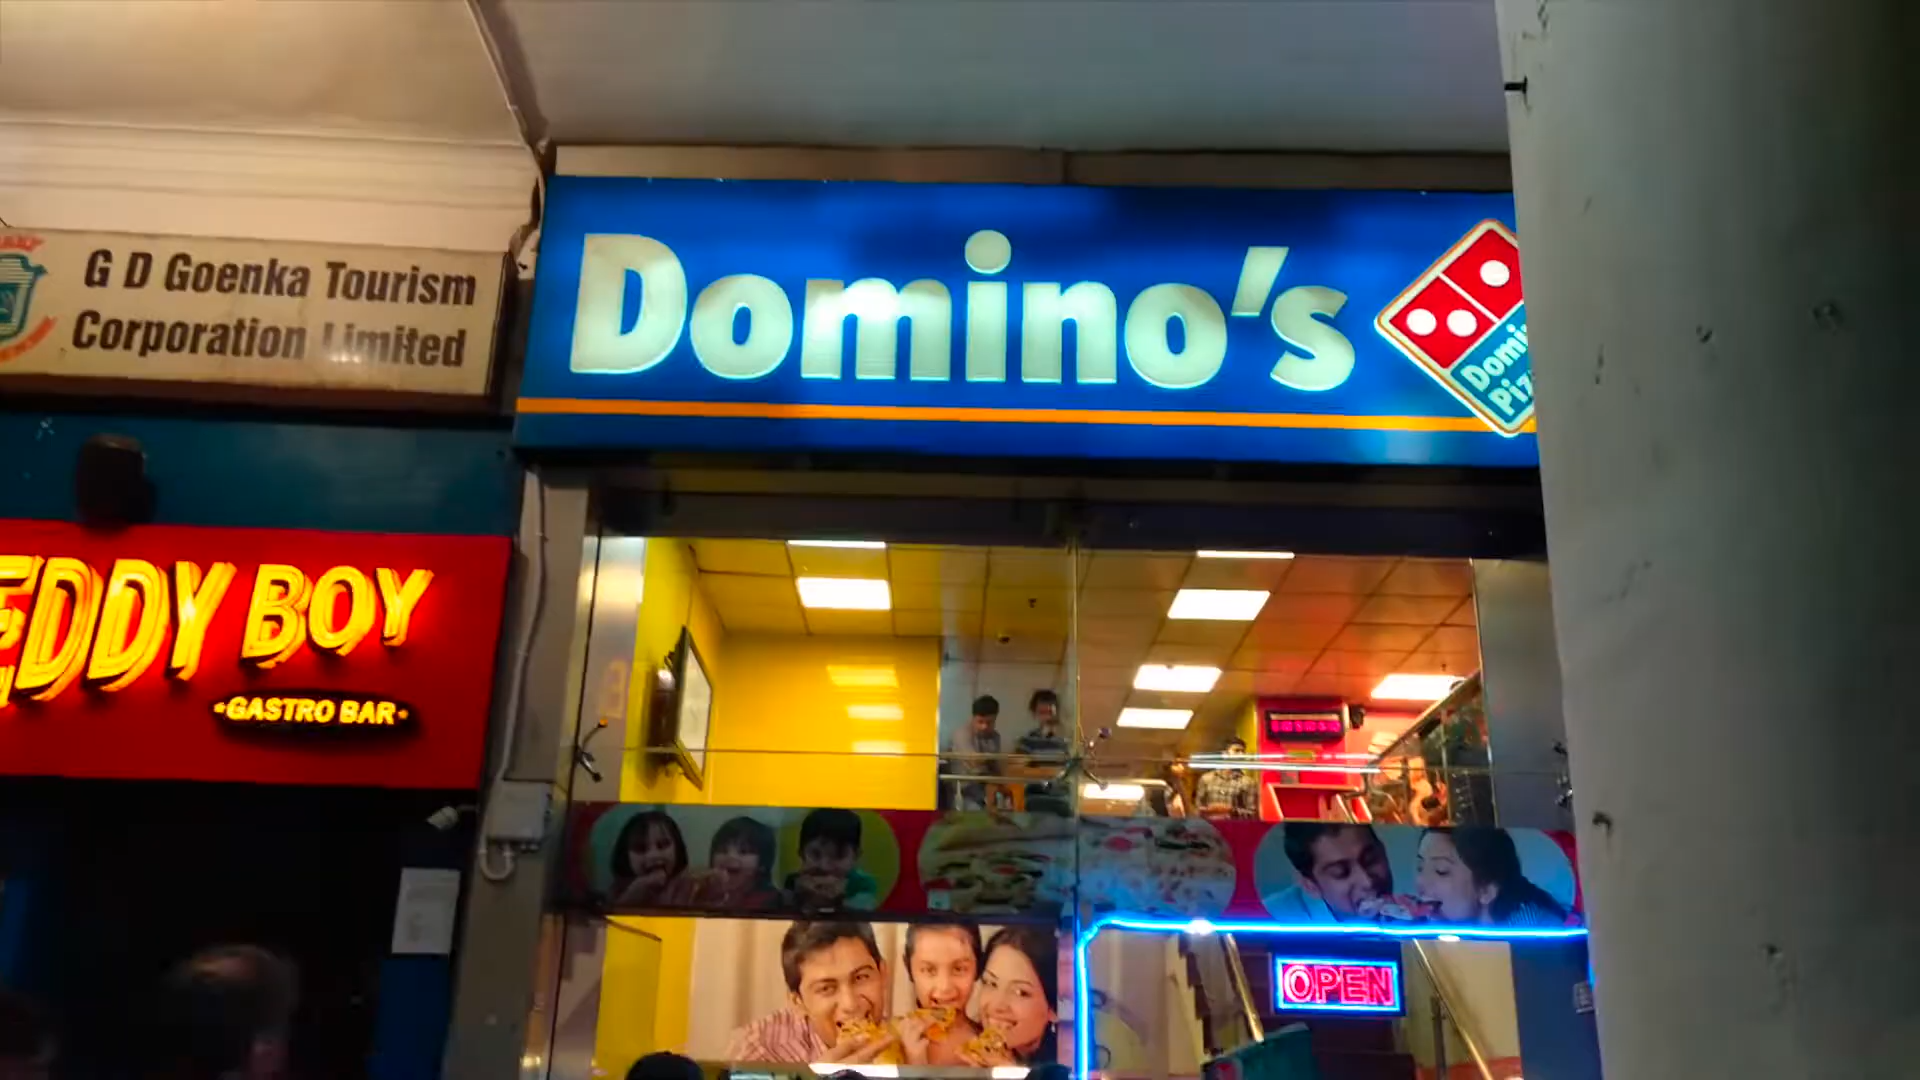 G D Goenka Tourism
Corporation Limited
Domino's
EDDY BOY
GASTRO BAR
OPEN